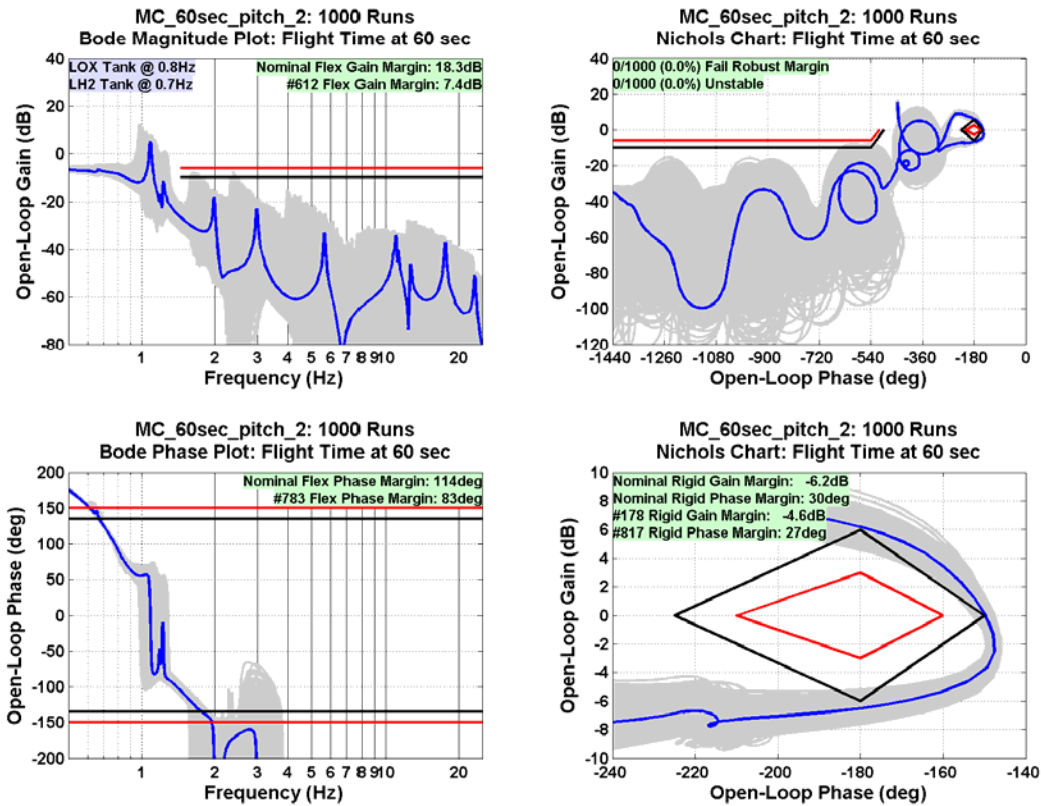 MC_60sec_pitch_2: 1000 Runs
Bode Magnitude Plot: Flight Time at 60 sec
LOX Tank @ 0.8Hz
LH2 Tank @ 0.7Hz
Nominal Flex Gain Margin: 18.3dB
#612 Flex Gain Margin: 7.4dB
40
20
0
-20
-40
-60
-80
Open-Loop Gain (dB)
1 2 3 4 5 6 7 8 9 10 20
Frequency (Hz)
MC_60sec_pitch_2: 1000 Runs
Nichols Chart: Flight Time at 60 sec
0/1000 (0.0%) Fail Robust Margin
0/1000 (0.0%) Unstable
40
20
0
-20
-40
-60
-80
-100
-120
Open-Loop Gain (dB)
-1440 -1260 -1080 -900 -720 -540 -360 -180 0
Open-Loop Phase (deg)
MC_60sec_pitch_2: 1000 Runs
Bode Phase Plot: Flight Time at 60 sec
Nominal Flex Phase Margin: 114deg
#783 Flex Phase Margin: 83deg
200
150
100
50
0
-50
-100
-150
-200
Open-Loop Phase (deg)
1 2 3 4 5 6 7 8 9 10 20
Frequency (Hz)
MC_60sec_pitch_2: 1000 Runs
Nichols Chart: Flight Time at 60 sec
Nominal Rigid Gain Margin: -6.2dB
Nominal Rigid Phase Margin: 30deg
#178 Rigid Gain Margin: -4.6dB
#817 Rigid Phase Margin: 27deg
10
8
6
4
2
0
-2
-4
-6
-8
-10
Open-Loop Gain (dB)
-240 -220 -200 -180 -160 -140
Open-Loop Phase (deg)